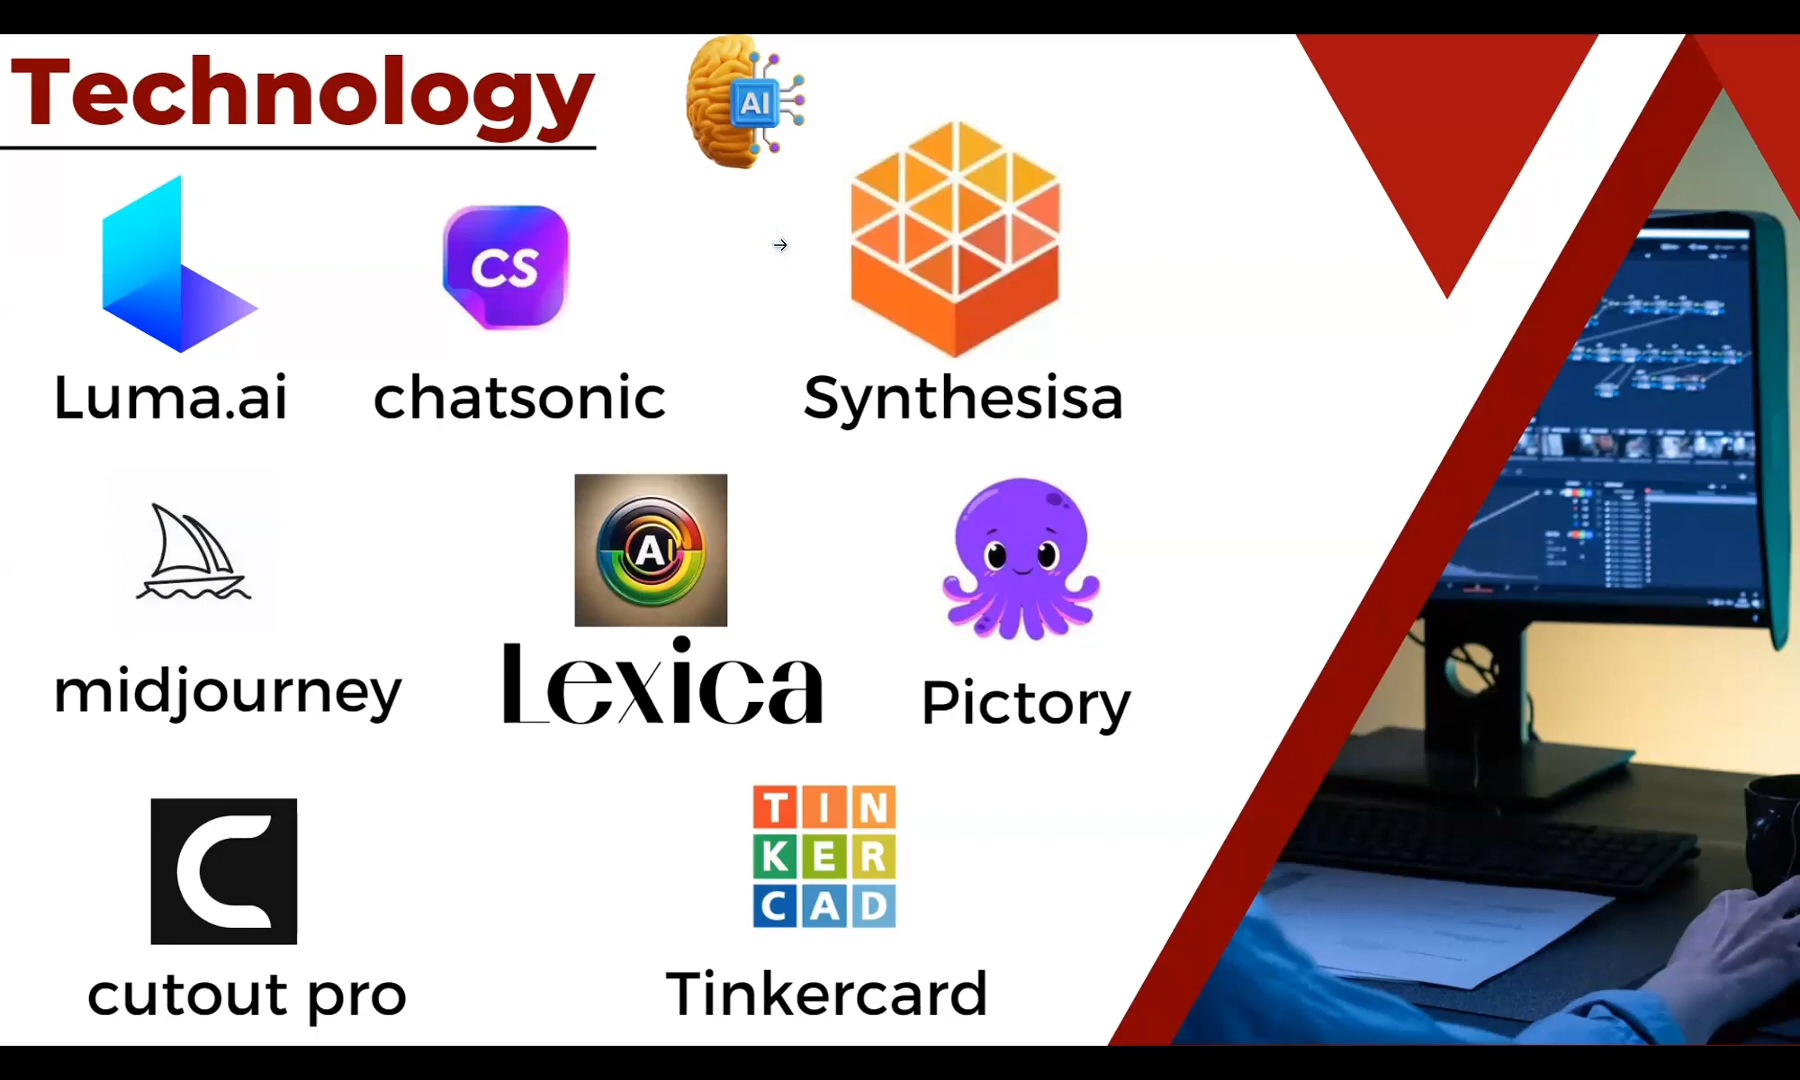 Technology
AI
CS
Luma.ai
chatsonic
Synthesisa
AI
midjourney
Lexica
Pictory
TIN
KER
CAD
cutout pro
Tinkercard